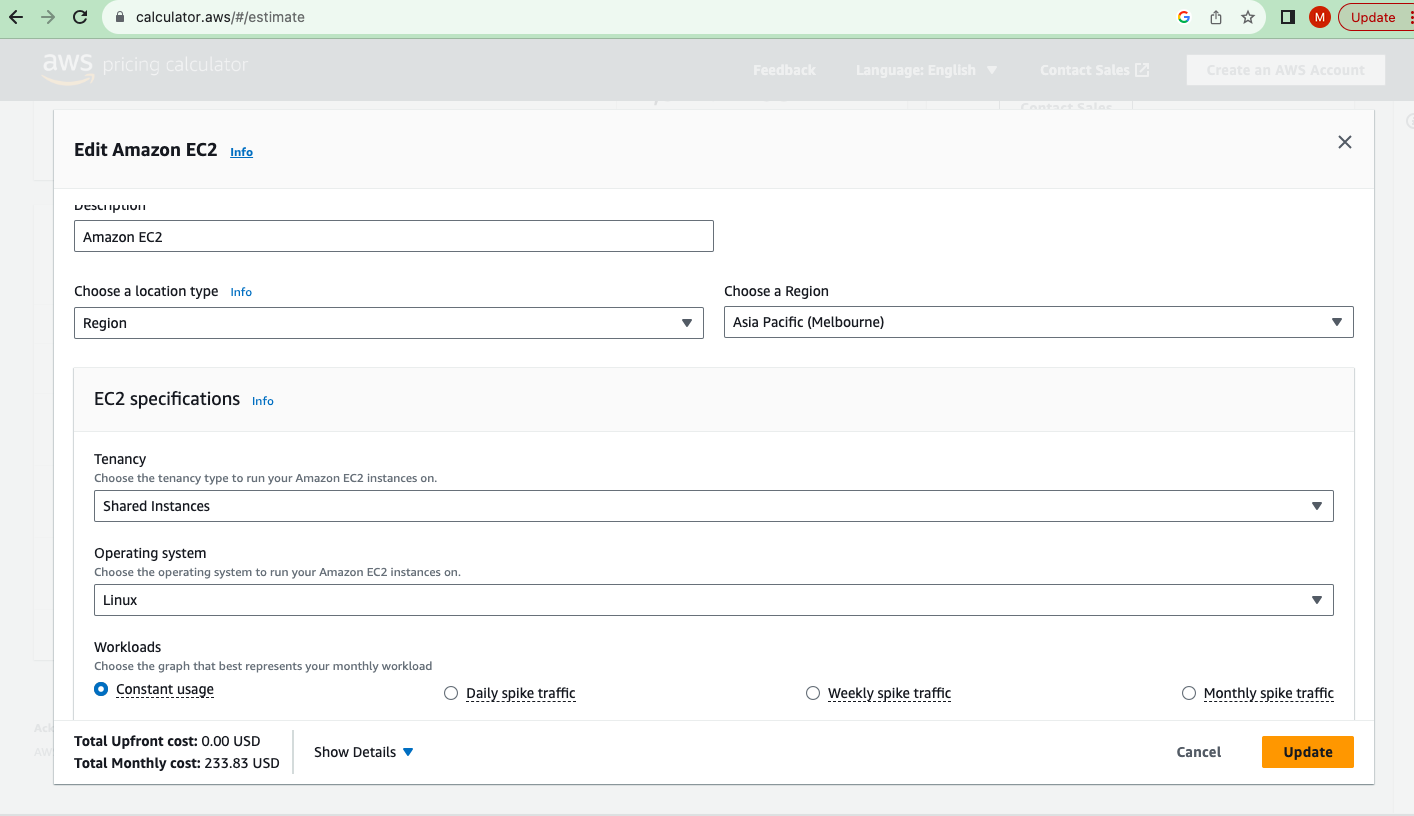 calculator.aws/#/estimate
M
Update
aws pricing calculator
Feedback
Language: English
Contact Sales
Create an AWS Account
Contact Sales
Edit Amazon EC2 Info
Description
Amazon EC2
Choose a location type Info
Choose a Region
Region
Asia Pacific (Melbourne)
EC2 specifications Info
Tenancy
Choose the tenancy type to run your Amazon EC2 instances on.
Shared Instances
Operating system
Choose the operating system to run your Amazon EC2 instances on.
Linux
Workloads
Choose the graph that best represents your monthly workload
Constant usage
Daily spike traffic
Weekly spike traffic
Monthly spike traffic
Total Upfront cost: 0.00 USD
Total Monthly cost: 233.83 USD
Show Details
Cancel
Update